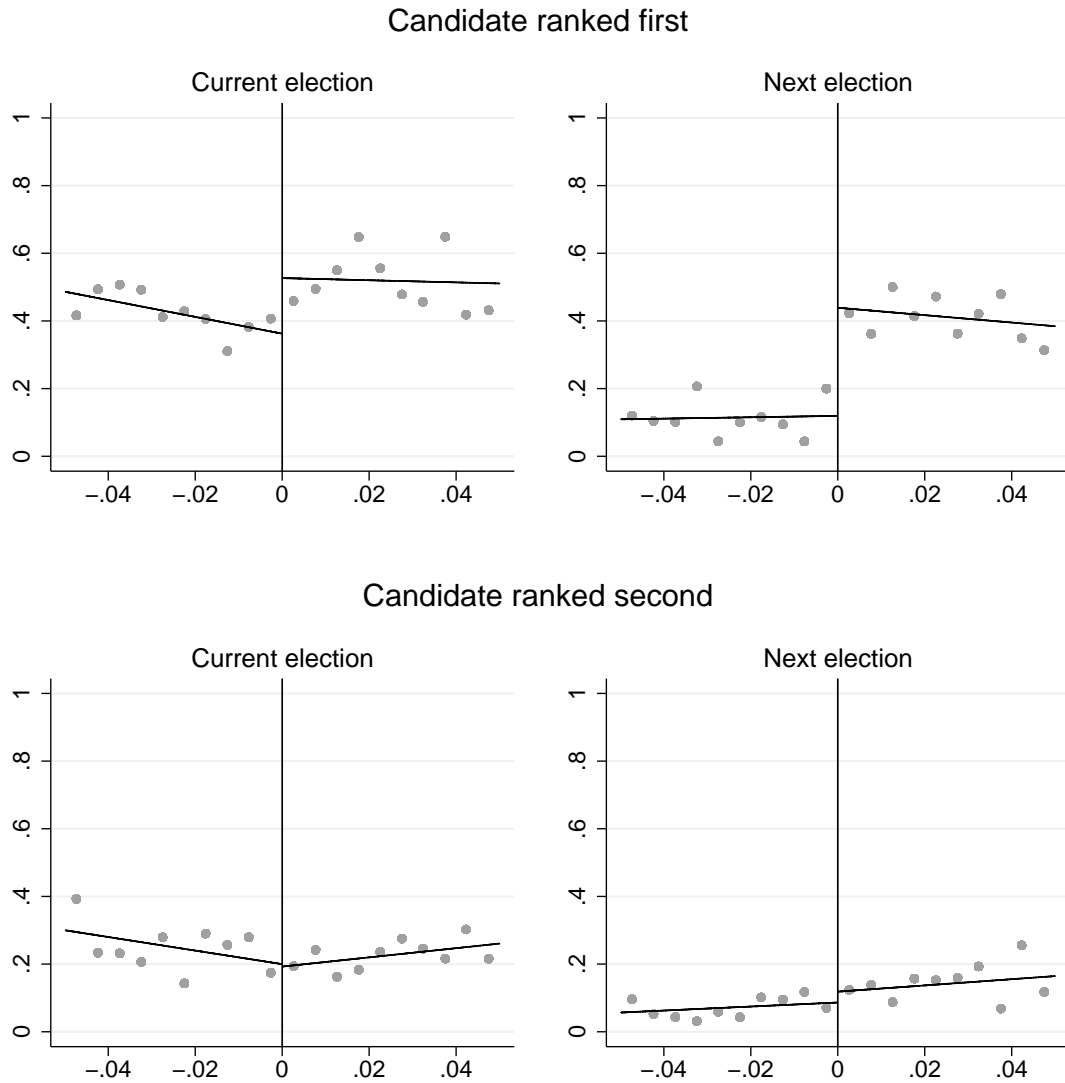 Candidate ranked first
Current election
Next election
1
.8
.6
.4
.2
0
−.04 −.02 0 .02 .04
1
.8
.6
.4
.2
0
−.04 −.02 0 .02 .04
Candidate ranked second
Current election
Next election
1
.8
.6
.4
.2
0
−.04 −.02 0 .02 .04
1
.8
.6
.4
.2
0
−.04 −.02 0 .02 .04